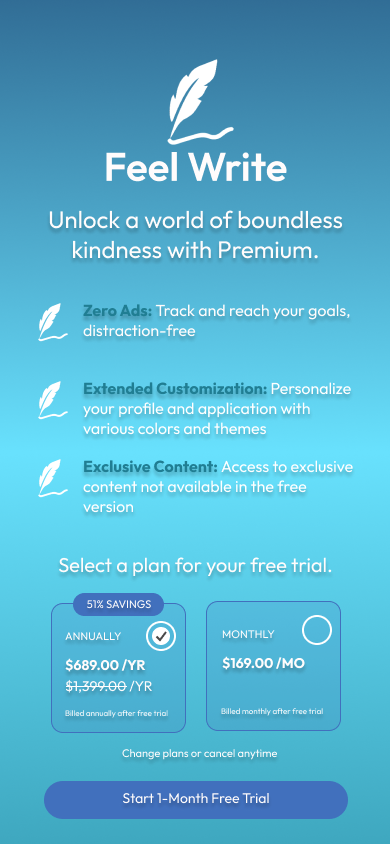 Feel Write
Unlock a world of boundless
kindness with Premium.
Zero Ads: Track and reach your goals,
distraction-free
Extended Customization: Personalize
your profile and application with
various colors and themes
Exclusive Content: Access to exclusive
content not available in the free
version
Select a plan for your free trial.
51% SAVINGS
ANNUALLY
$689.00 /YR
$1,399.00 /YR
Billed annually after free trial
MONTHLY
$169.00 /MO
Billed monthly after free trial
Change plans or cancel anytime
Start 1-Month Free Trial